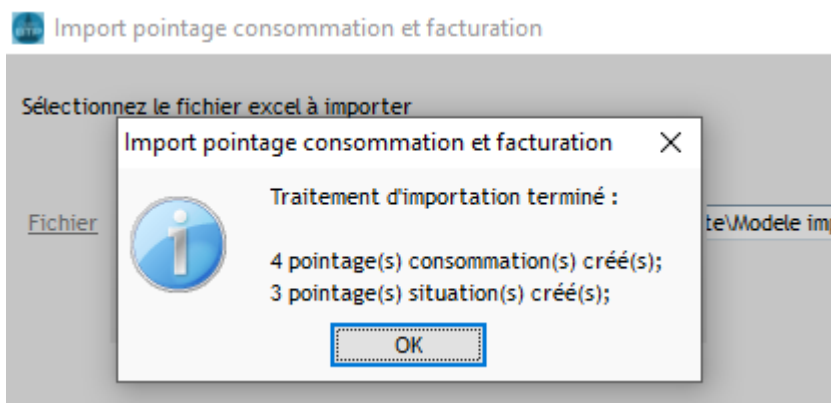 BTP Import pointage consommation et facturation
Sélectionnez le fichier excel à importer
Import pointage consommation et facturation
Traitement d'importation terminé :
Fichier
te\Modele im
4 pointage(s) consommation(s) créé(s);
3 pointage(s) situation(s) créé(s);
OK